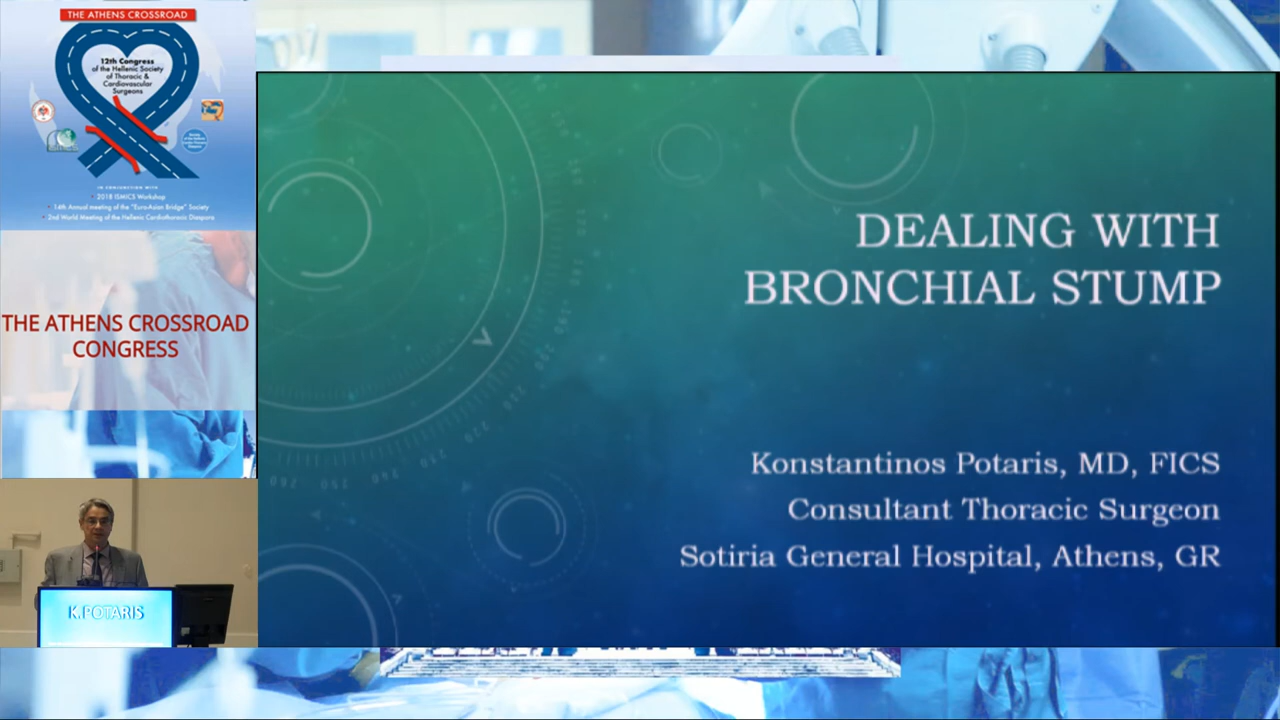 THE ATHENS CROSSROAD
12th Congress
of the Hellenic Society
of Thoracic &
Cardiovascular
Surgeons
IN CONJUNCTION WITH
2018 ISMICS Workshop
14th Annual meeting of the "Euro-Asian Bridge" Society
2nd World Meeting of the Hellenic Cardiothoracic Diaspora
THE ATHENS CROSSROAD
CONGRESS
K.POTARIS
DEALING WITH
BRONCHIAL STUMP
Konstantinos Potaris, MD, FICS
Consultant Thoracic Surgeon
Sotiria General Hospital, Athens, GR